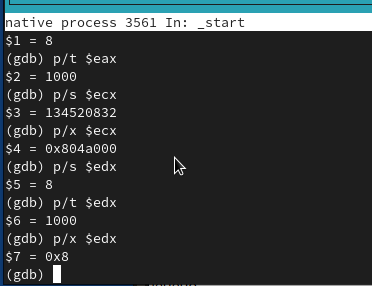 native process 3561 In: _start
$1 = 8
(gdb) p/t $eax
$2 = 1000
(gdb) p/s $ecx
$3 = 134520832
(gdb) p/x $ecx
$4 = 0x804a000
(gdb) p/s $edx
$5 = 8
(gdb) p/t $edx
$6 = 1000
(gdb) p/x $edx
$7 = 0x8
(gdb)